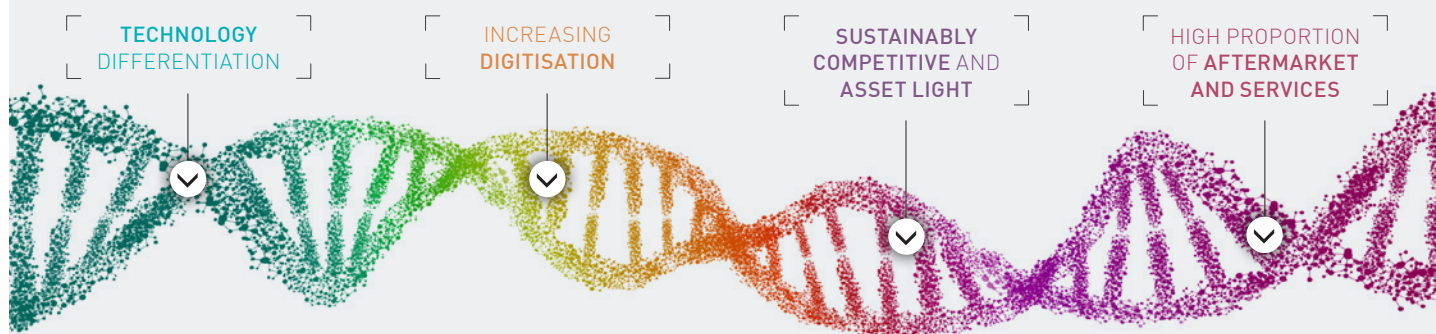 TECHNOLOGY
DIFFERENTIATION
INCREASING
DIGITISATION
SUSTAINABLY
COMPETITIVE AND
ASSET LIGHT
HIGH PROPORTION
OF AFTERMARKET
AND SERVICES